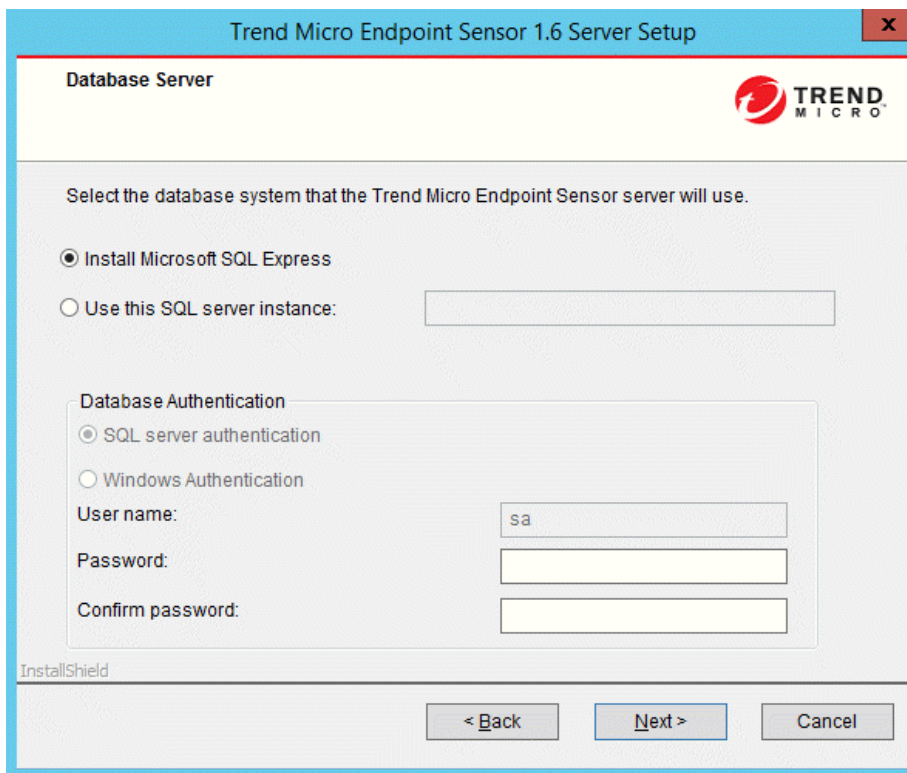 Trend Micro Endpoint Sensor 1.6 Server Setup
x
Database Server
TREND
MICRO
Select the database system that the Trend Micro Endpoint Sensor server will use.
Install Microsoft SQL Express
Use this SQL server instance:
Database Authentication
SQL server authentication
Windows Authentication
User name:
sa
Password:
Confirm password:
InstallShield
< Back
Next >
Cancel